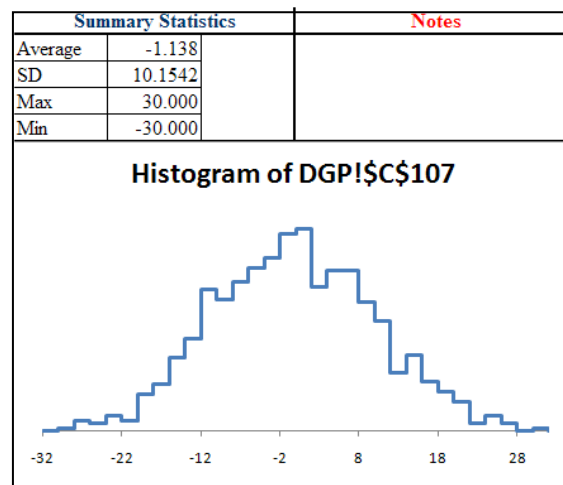 Summary Statistics Notes
Average -1.138
SD 10.1542
Max 30.000
Min -30.000
Histogram of DGP!$C$107
-32 -22 -12 -2 8 18 28